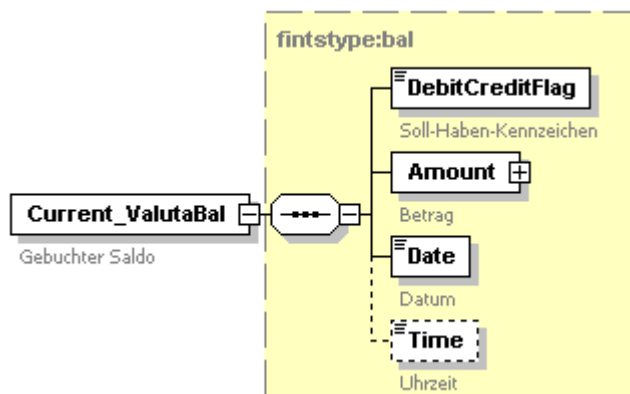 fintstype:bal
DebitCreditFlag
Soll-Haben-Kennzeichen
Amount
Betrag
Current_ValutaBal
Gebuchter Saldo
Date
Datum
Time
Uhrzeit